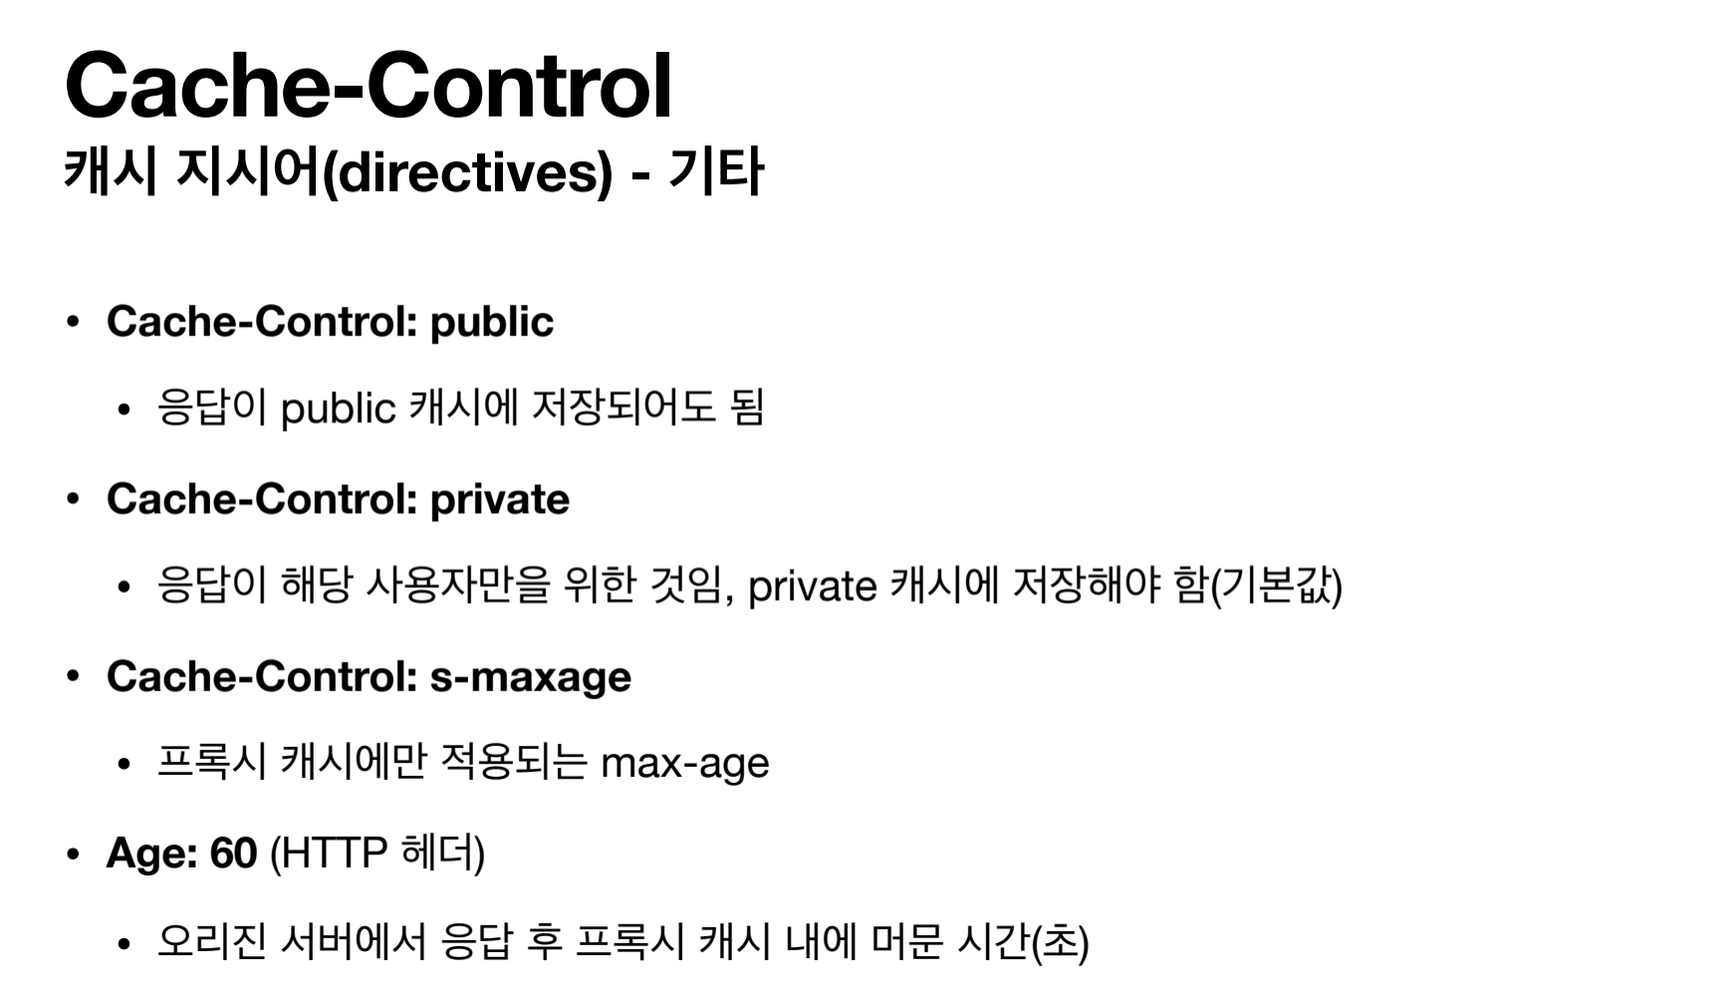 Cache-Control
캐시 지시어(directives) - 기타
• Cache-Control: public
• 응답이 public 캐시에 저장되어도 됨
• Cache-Control: private
• 응답이 해당 사용자만을 위한 것임, private 캐시에 저장해야 함(기본값)
• Cache-Control: s-maxage
• 프록시 캐시에만 적용되는 max-age
• Age: 60 (HTTP 헤더)
• 오리진 서버에서 응답 후 프록시 캐시 내에 머문 시간(초)